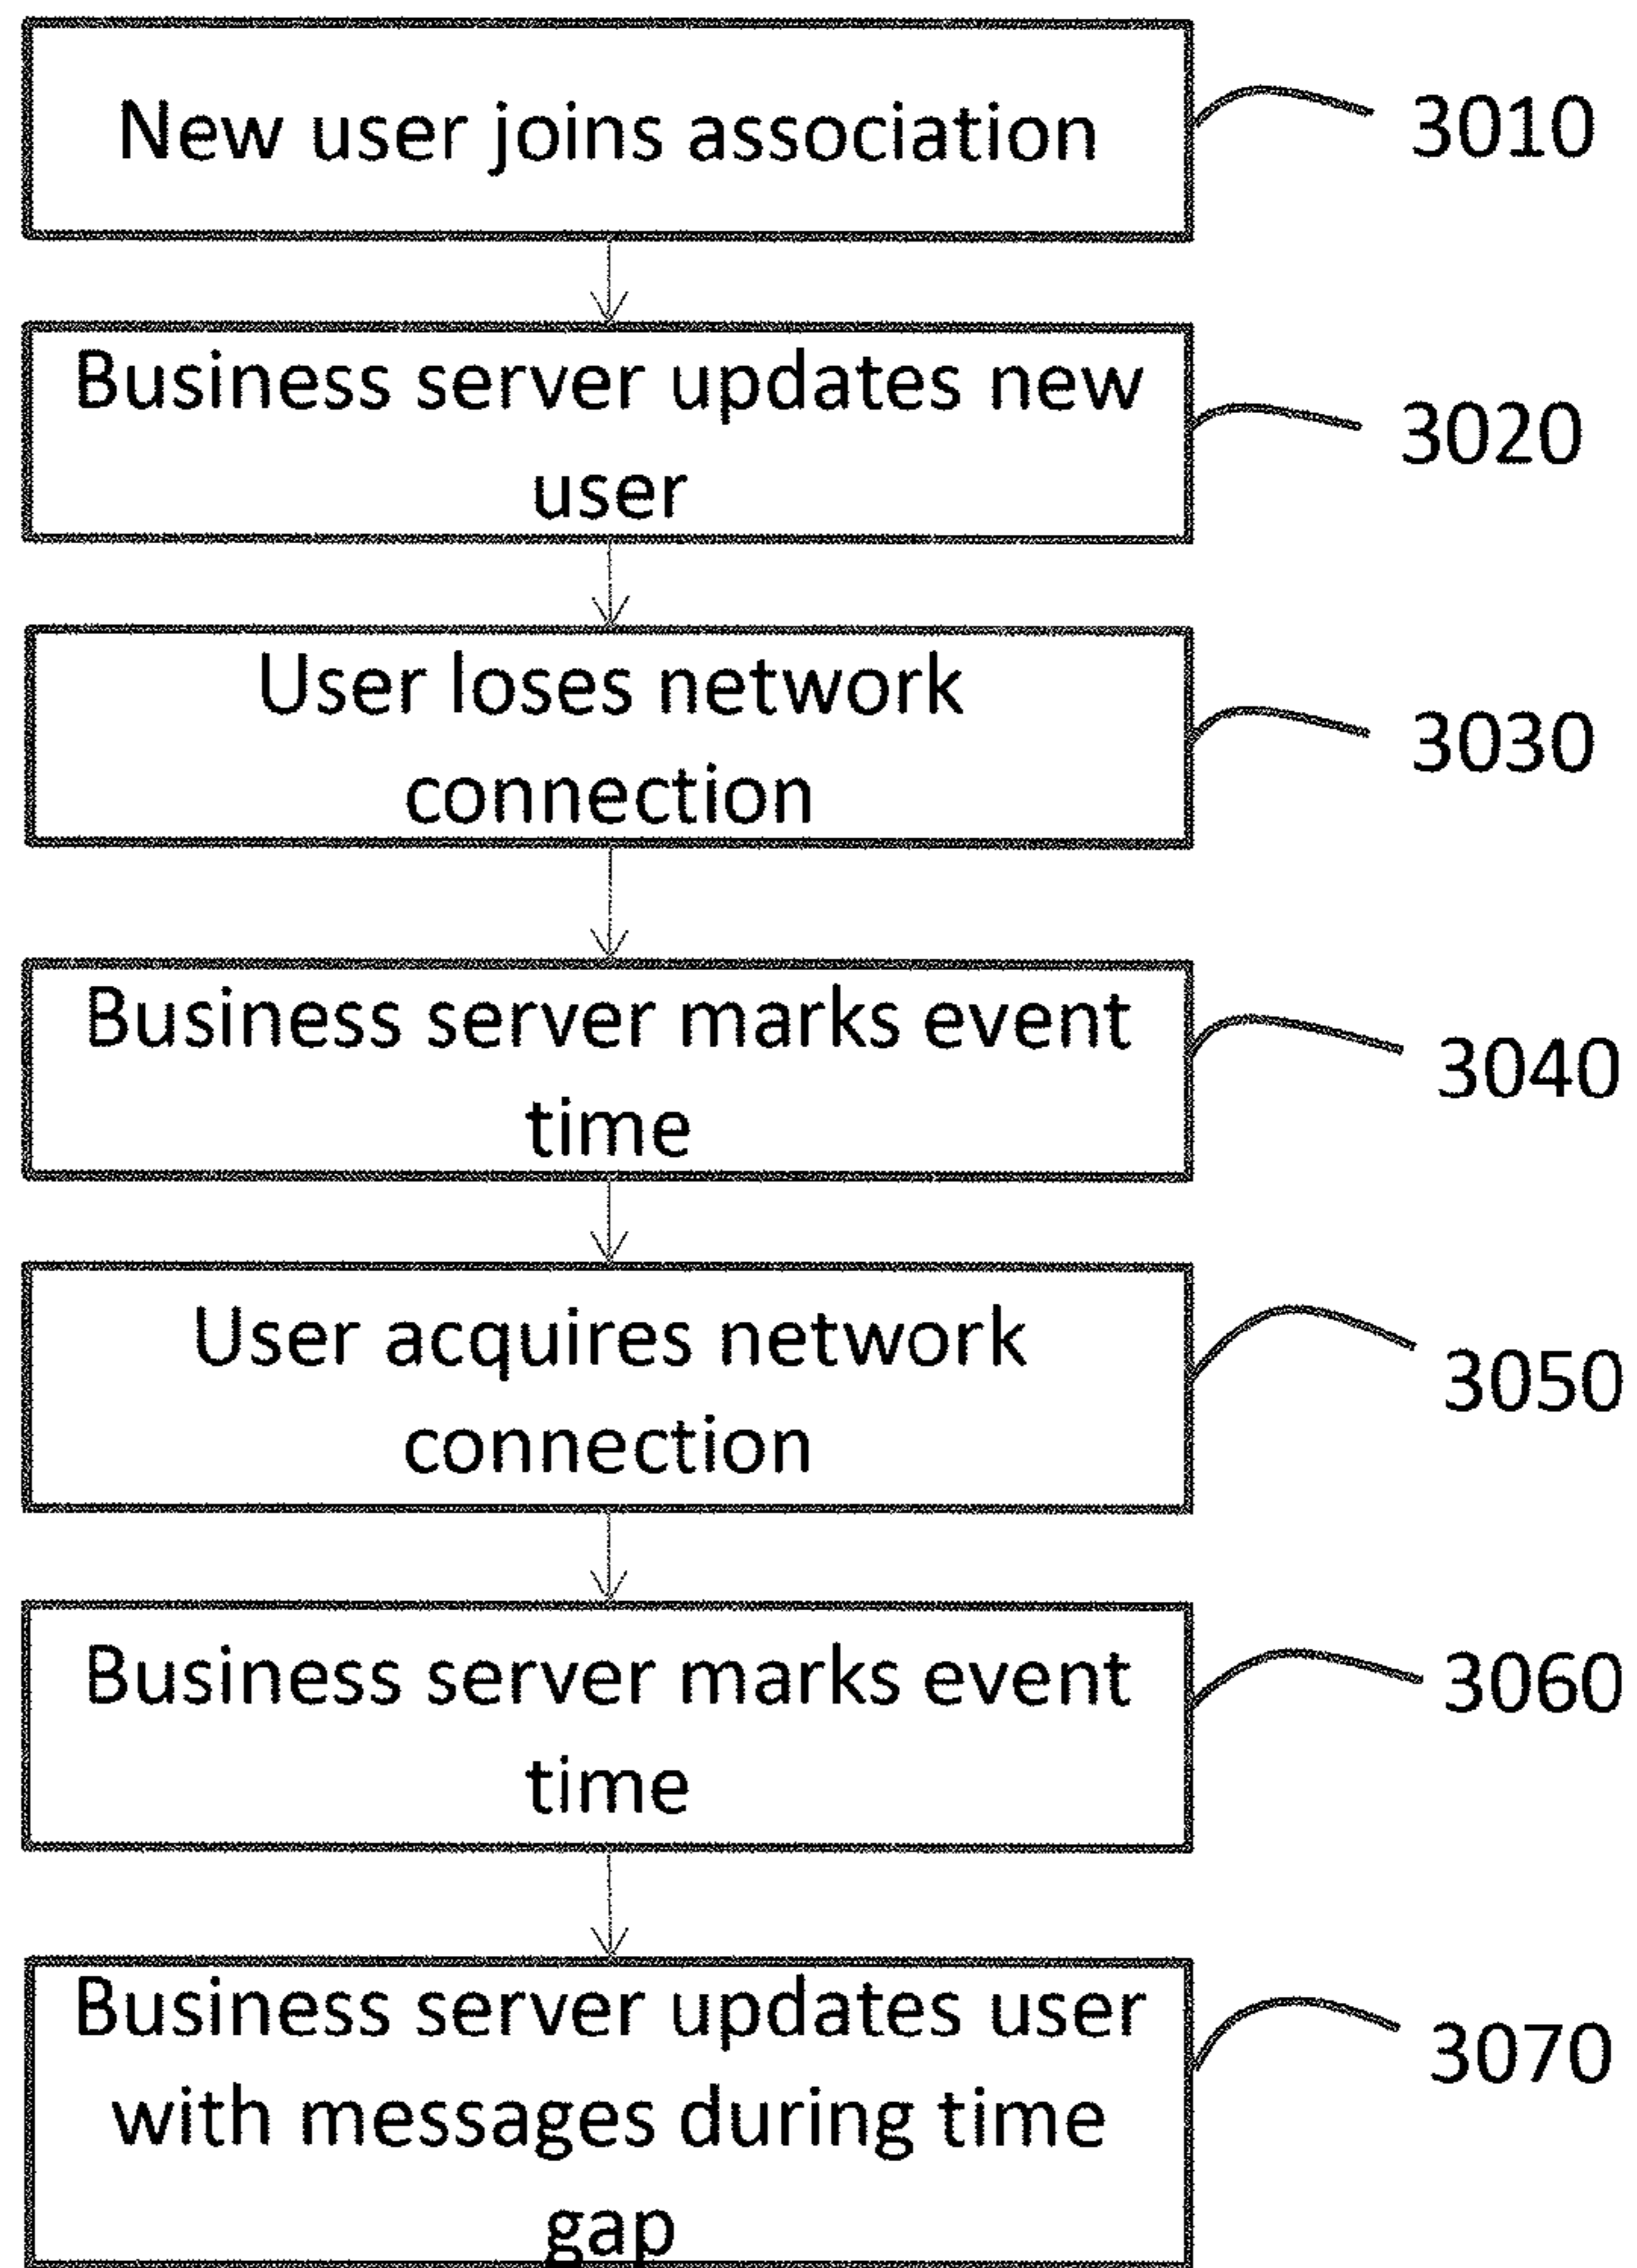 New user joins association
3010
Business server updates new
user
3020
User loses network
connection
3030
Business server marks event
time
3040
User acquires network
connection
3050
Business server marks event
time
3060
Business server updates user
with messages during time
gap
3070